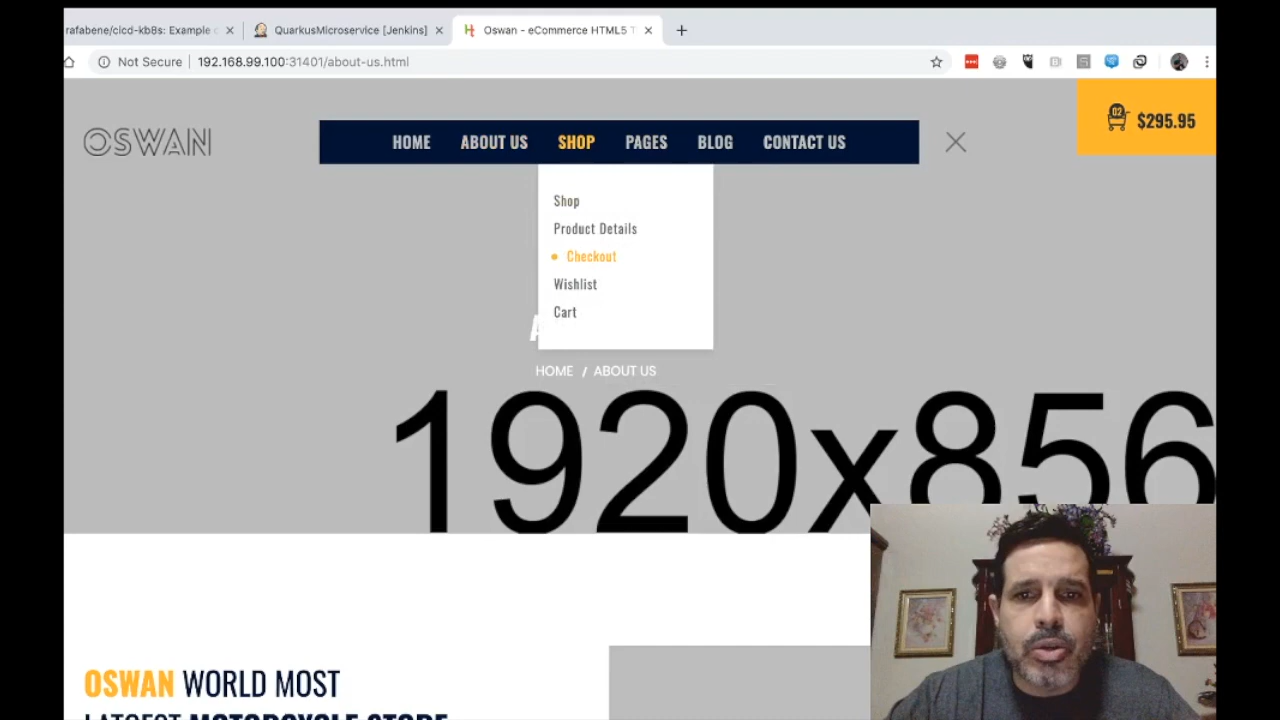 rafabene/cicd-kb8s: Example
QuarkusMicroservice [Jenkins]
Oswan - eCommerce HTML5 T
Not Secure
192.168.99.100:31401/about-us.html
OSWAN
HOME ABOUT US SHOP PAGES BLOG CONTACT US
02
$295.95
Shop
Product Details
Checkout
Wishlist
Cart
HOME / ABOUT US
1920x856
OSWAN WORLD MOST
LATGEST MOTORCYCLE STORE